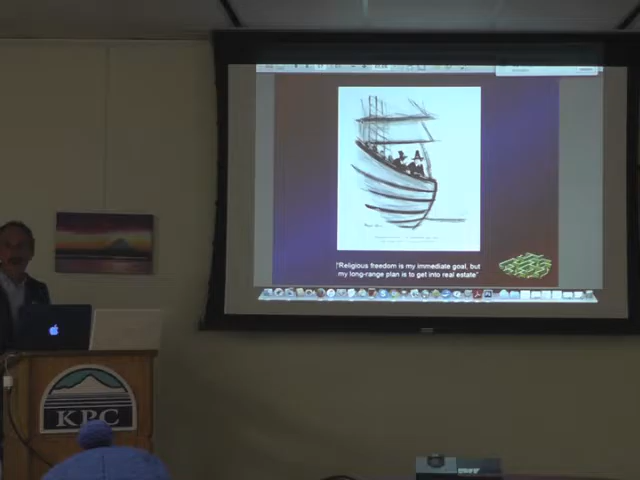 "Religious freedom is my immediate goal, but
my long-range plan is to get into real estate"
KPC